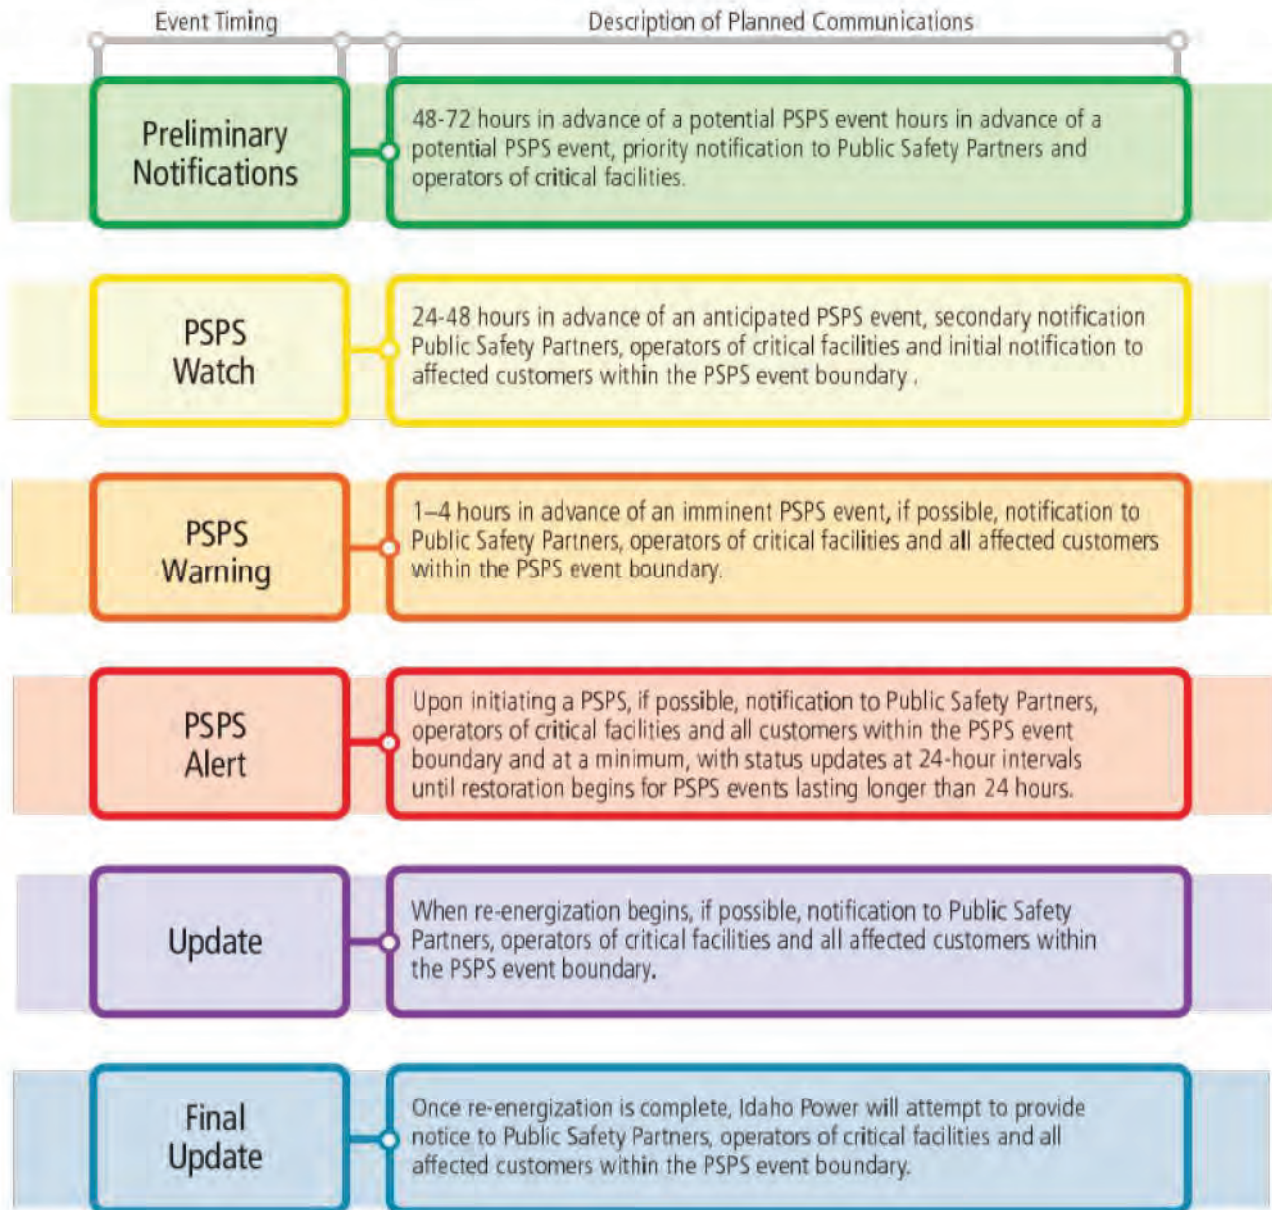 Event Timing
Description of Planned Communications
Preliminary
Notifications
48-72 hours in advance of a potential PSPS event hours in advance of a
potential PSPS event, priority notification to Public Safety Partners and
operators of critical facilities.
PSPS
Watch
24-48 hours in advance of an anticipated PSPS event, secondary notification
Public Safety Partners, operators of critical facilities and initial notification to
affected customers within the PSPS event boundary .
PSPS
Warning
1–4 hours in advance of an imminent PSPS event, if possible, notification to
Public Safety Partners, operators of critical facilities and all affected customers
within the PSPS event boundary.
PSPS
Alert
Upon initiating a PSPS, if possible, notification to Public Safety Partners,
operators of critical facilities and all customers within the PSPS event
boundary and at a minimum, with status updates at 24-hour intervals
until restoration begins for PSPS events lasting longer than 24 hours.
Update
When re-energization begins, if possible, notification to Public Safety
Partners, operators of critical facilities and all affected customers within
the PSPS event boundary.
Final
Update
Once re-energization is complete, Idaho Power will attempt to provide
notice to Public Safety Partners, operators of critical facilities and all
affected customers within the PSPS event boundary.